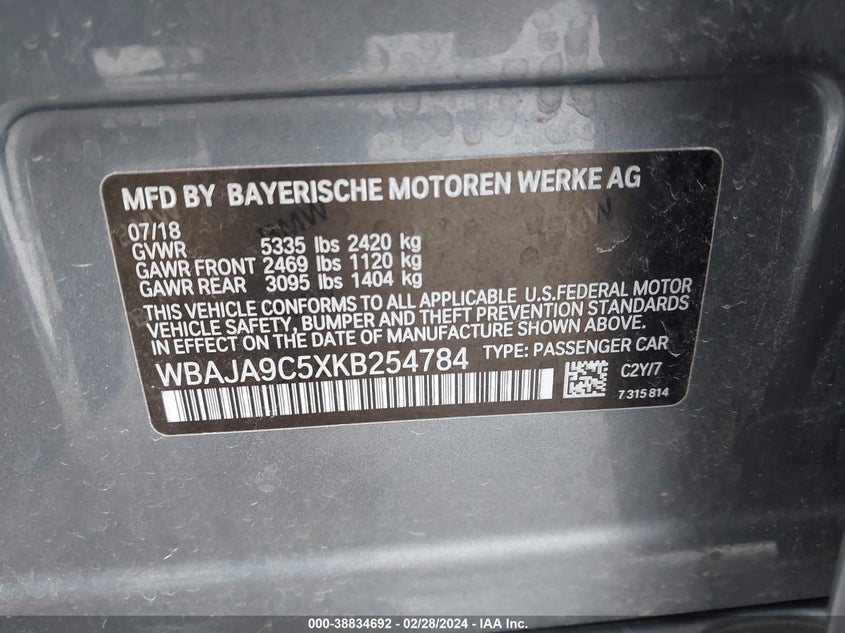 MFD BY BAYERISCHE MOTOREN WERKE AG
07/18
GVWR 5335 lbs 2420 kg
GAWR FRONT 2469 lbs 1120 kg
GAWR REAR 3095 lbs 1404 kg
THIS VEHICLE CONFORMS TO ALL APPLICABLE U.S.FEDERAL MOTOR
VEHICLE SAFETY, BUMPER AND THEFT PREVENTION STANDARDS
IN EFFECT ON THE DATE OF MANUFACTURE SHOWN ABOVE.
WBAJA9C5XKB254784 TYPE: PASSENGER CAR
C2Y/7
7 315 814
000-38834692 - 02/28/2024 - IAA Inc.